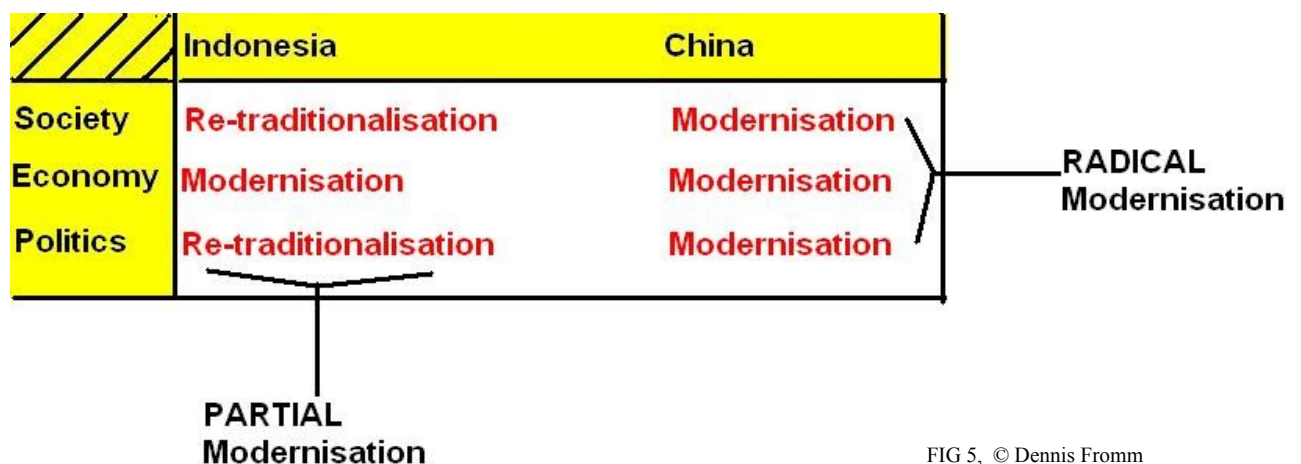 Indonesia China
Society Re-traditionalisation Modernisation
Economy Modernisation Modernisation
Politics Re-traditionalisation Modernisation
RADICAL
Modernisation
PARTIAL
Modernisation
FIG 5, © Dennis Fromm